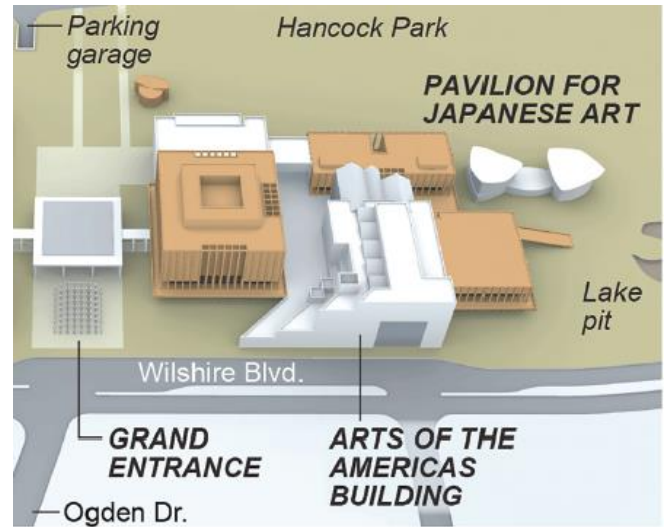 Parking
garage
Hancock Park
PAVILION FOR
JAPANESE ART
Lake
pit
Wilshire Blvd.
GRAND
ENTRANCE
ARTS OF THE
AMERICAS
BUILDING
Ogden Dr.